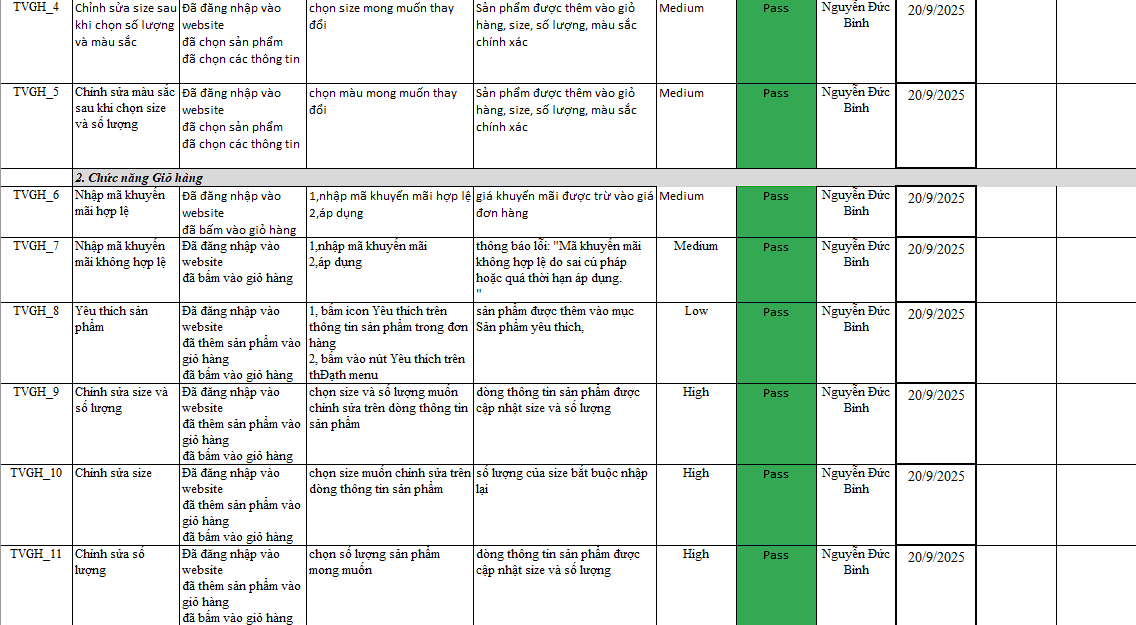 TVGH_4
Chỉnh sửa size sau
khi chọn số lượng
và màu sắc
Đã đăng nhập vào
website
đã chọn sản phẩm
đã chọn các thông tin
chọn size mong muốn thay
đổi
Sản phẩm được thêm vào giỏ
hàng, size, số lượng, màu sắc
chính xác
Medium
Pass
Nguyễn Đức
Bình
20/9/2025
TVGH_5
Chỉnh sửa màu sắc
sau khi chọn size
và số lượng
Đã đăng nhập vào
website
đã chọn sản phẩm
đã chọn các thông tin
chọn màu mong muốn thay
đổi
Sản phẩm được thêm vào giỏ
hàng, size, số lượng, màu sắc
chính xác
Medium
Pass
Nguyễn Đức
Bình
20/9/2025
2. Chức năng Giỏ hàng
TVGH_6
Nhập mã khuyến
mãi hợp lệ
Đã đăng nhập vào
website
đã bấm vào giỏ hàng
1,nhập mã khuyến mãi hợp lệ
2,áp dụng
giá khuyến mãi được trừ vào giá
đơn hàng
Medium
Pass
Nguyễn Đức
Bình
20/9/2025
TVGH_7
Nhập mã khuyến
mãi không hợp lệ
Đã đăng nhập vào
website
đã bấm vào giỏ hàng
1,nhập mã khuyến mãi
2,áp dụng
thông báo lỗi: "Mã khuyến mãi
không hợp lệ do sai cú pháp
hoặc quá thời hạn áp dụng.
"
Medium
Pass
Nguyễn Đức
Bình
20/9/2025
TVGH_8
Yêu thích sản
phẩm
Đã đăng nhập vào
website
đã thêm sản phẩm vào
giỏ hàng
đã bấm vào giỏ hàng
1, bấm icon Yêu thích trên
thông tin sản phẩm trong đơn
hàng
2, bấm vào nút Yêu thích trên
thĐạth menu
sản phẩm được thêm vào mục
Sản phẩm yêu thích,
Low
Pass
Nguyễn Đức
Bình
20/9/2025
TVGH_9
Chỉnh sửa size và
số lượng
Đã đăng nhập vào
website
đã thêm sản phẩm vào
giỏ hàng
đã bấm vào giỏ hàng
chọn size và số lượng muốn
chỉnh sửa trên dòng thông tin
sản phẩm
dòng thông tin sản phẩm được
cập nhật size và số lượng
High
Pass
Nguyễn Đức
Bình
20/9/2025
TVGH_10
Chỉnh sửa size
Đã đăng nhập vào
website
đã thêm sản phẩm vào
giỏ hàng
đã bấm vào giỏ hàng
chọn size muốn chỉnh sửa trên
dòng thông tin sản phẩm
số lượng của size bắt buộc nhập
lại
High
Pass
Nguyễn Đức
Bình
20/9/2025
TVGH_11
Chỉnh sửa số
lượng
Đã đăng nhập vào
website
đã thêm sản phẩm vào
giỏ hàng
đã bấm vào giỏ hàng
chọn số lượng sản phẩm
mong muốn
dòng thông tin sản phẩm được
cập nhật size và số lượng
High
Pass
Nguyễn Đức
Bình
20/9/2025